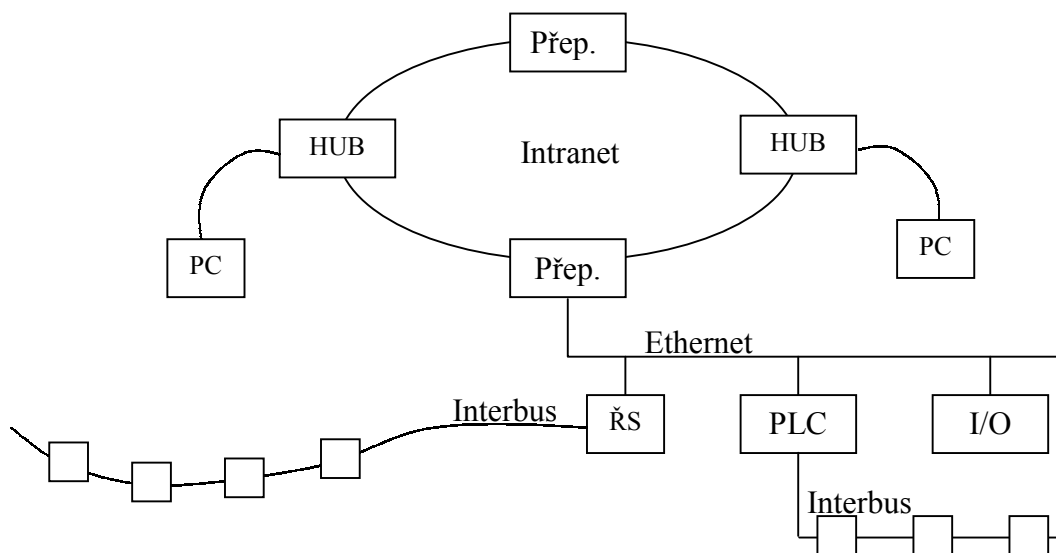 Přep.
HUB
Intranet
HUB
PC
PC
Přep.
Ethernet
Interbus
ŘS
PLC
I/O
Interbus